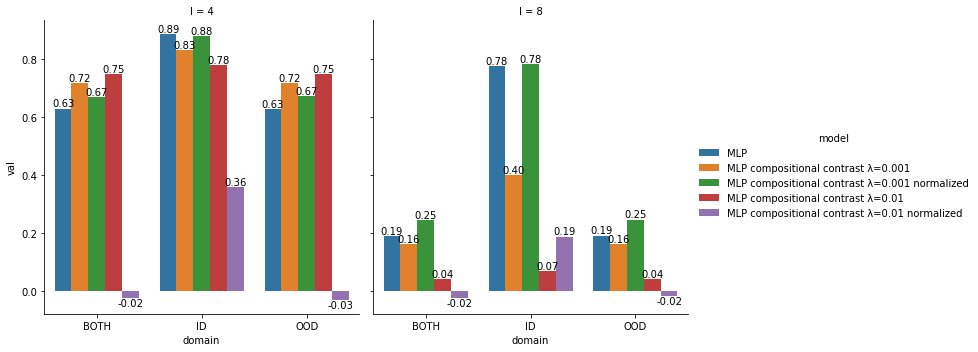 l = 4
l = 8
val
0.8
0.6
0.4
0.2
0.0
0.63
0.72
0.67
0.75
-0.02
0.89
0.83
0.88
0.78
0.36
0.63
0.72
0.67
0.75
-0.03
BOTH
ID
OOD
domain
0.19
0.16
0.25
0.04
-0.02
0.78
0.40
0.78
0.07
0.19
0.19
0.16
0.25
0.04
-0.02
BOTH
ID
OOD
domain
model
MLP
MLP compositional contrast λ=0.001
MLP compositional contrast λ=0.001 normalized
MLP compositional contrast λ=0.01
MLP compositional contrast λ=0.01 normalized